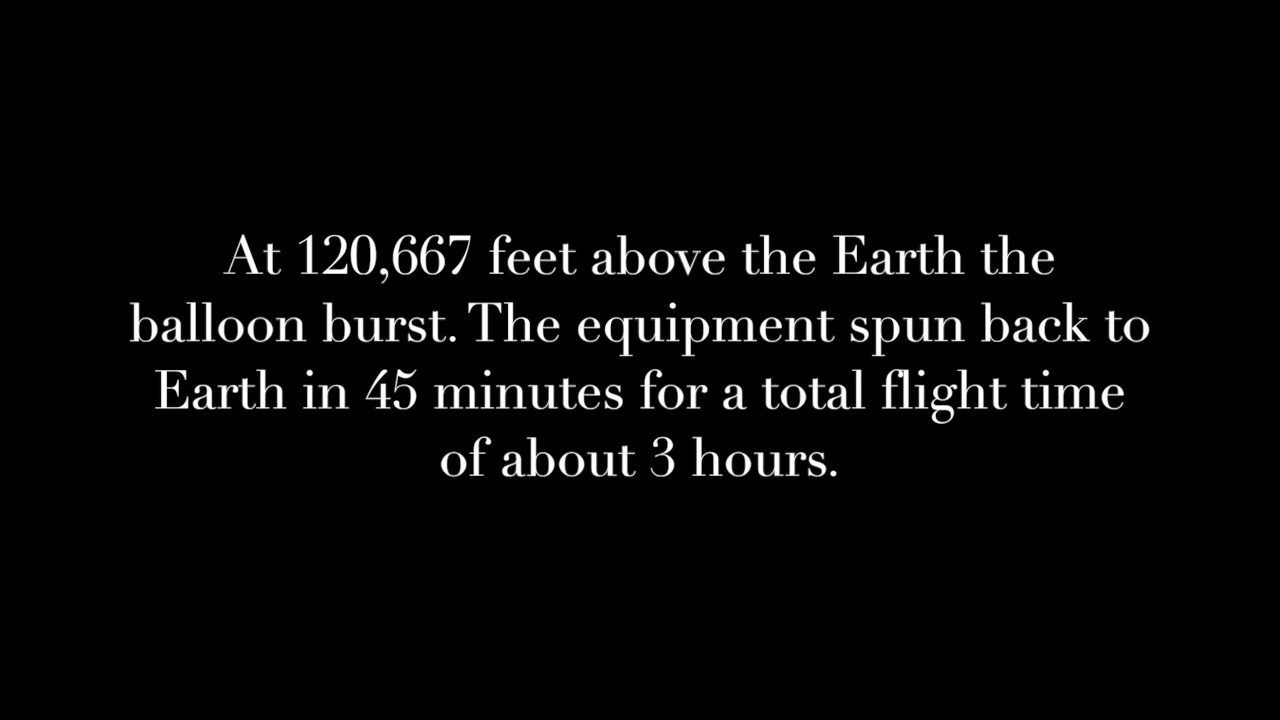 At 120,667 feet above the Earth the
balloon burst. The equipment spun back to
Earth in 45 minutes for a total flight time
of about 3 hours.